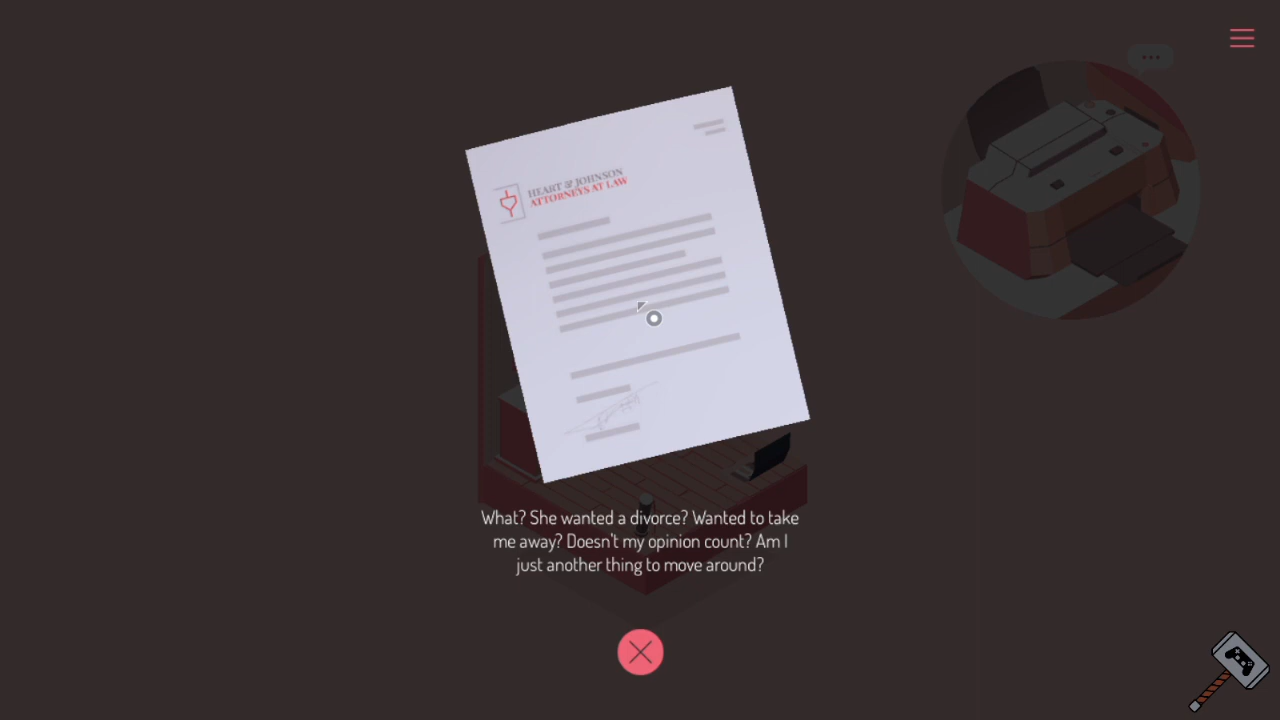 HEART & JOHNSON
ATTORNEYS AT LAW
What? She wanted a divorce? Wanted to take
me away? Doesn't my opinion count? Am I
just another thing to move around?